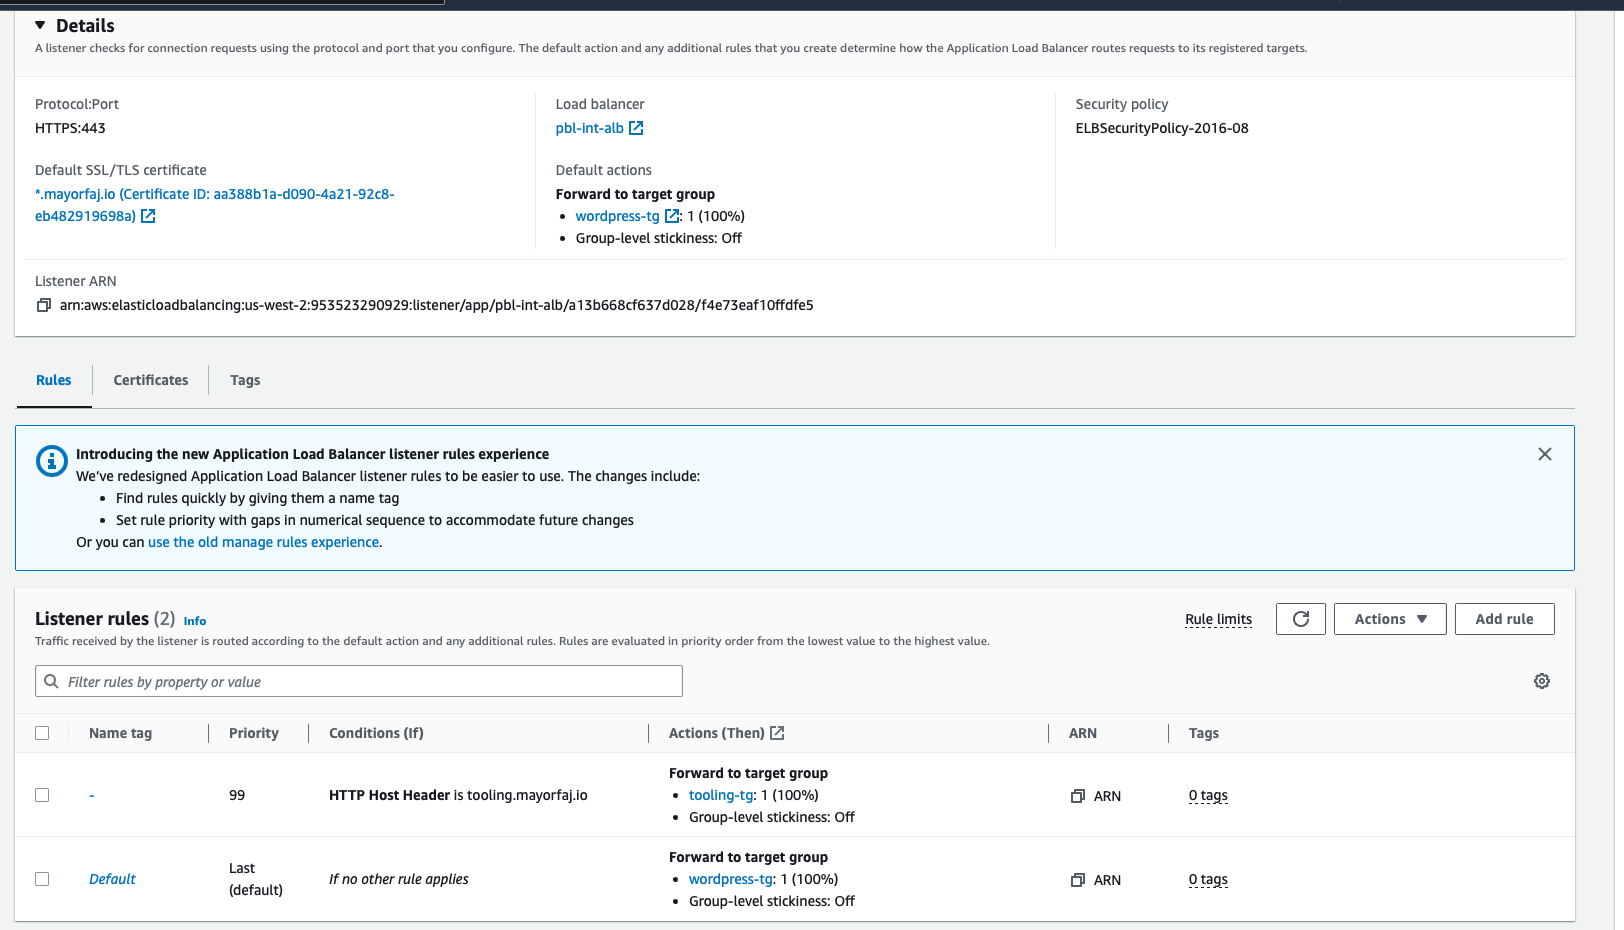 Details
A listener checks for connection requests using the protocol and port that you configure. The default action and any additional rules that you create determine how the Application Load Balancer routes requests to its registered targets.
Protocol:Port
HTTPS:443
Load balancer
pbl-int-alb
Security policy
ELBSecurityPolicy-2016-08
Default SSL/TLS certificate
*.mayorfaj.io (Certificate ID: aa388b1a-d090-4a21-92c8-
eb482919698a)
Default actions
Forward to target group
• wordpress-tg : 1 (100%)
• Group-level stickiness: Off
Listener ARN
arn:aws:elasticloadbalancing:us-west-2:953523290929:listener/app/pbl-int-alb/a13b668cf637d028/f4e73eaf10ffdfe5
Rules
Certificates
Tags
Introducing the new Application Load Balancer listener rules experience
We've redesigned Application Load Balancer listener rules to be easier to use. The changes include:
• Find rules quickly by giving them a name tag
• Set rule priority with gaps in numerical sequence to accommodate future changes
Or you can use the old manage rules experience.
Listener rules (2) Info
Rule limits
Actions
Add rule
Traffic received by the listener is routed according to the default action and any additional rules. Rules are evaluated in priority order from the lowest value to the highest value.
Filter rules by property or value
Name tag
Priority
Conditions (If)
Actions (Then)
ARN
Tags
-
99
HTTP Host Header is tooling.mayorfaj.io
Forward to target group
• tooling-tg: 1 (100%)
• Group-level stickiness: Off
ARN
0 tags
Default
Last
(default)
If no other rule applies
Forward to target group
• wordpress-tg: 1 (100%)
• Group-level stickiness: Off
ARN
0 tags